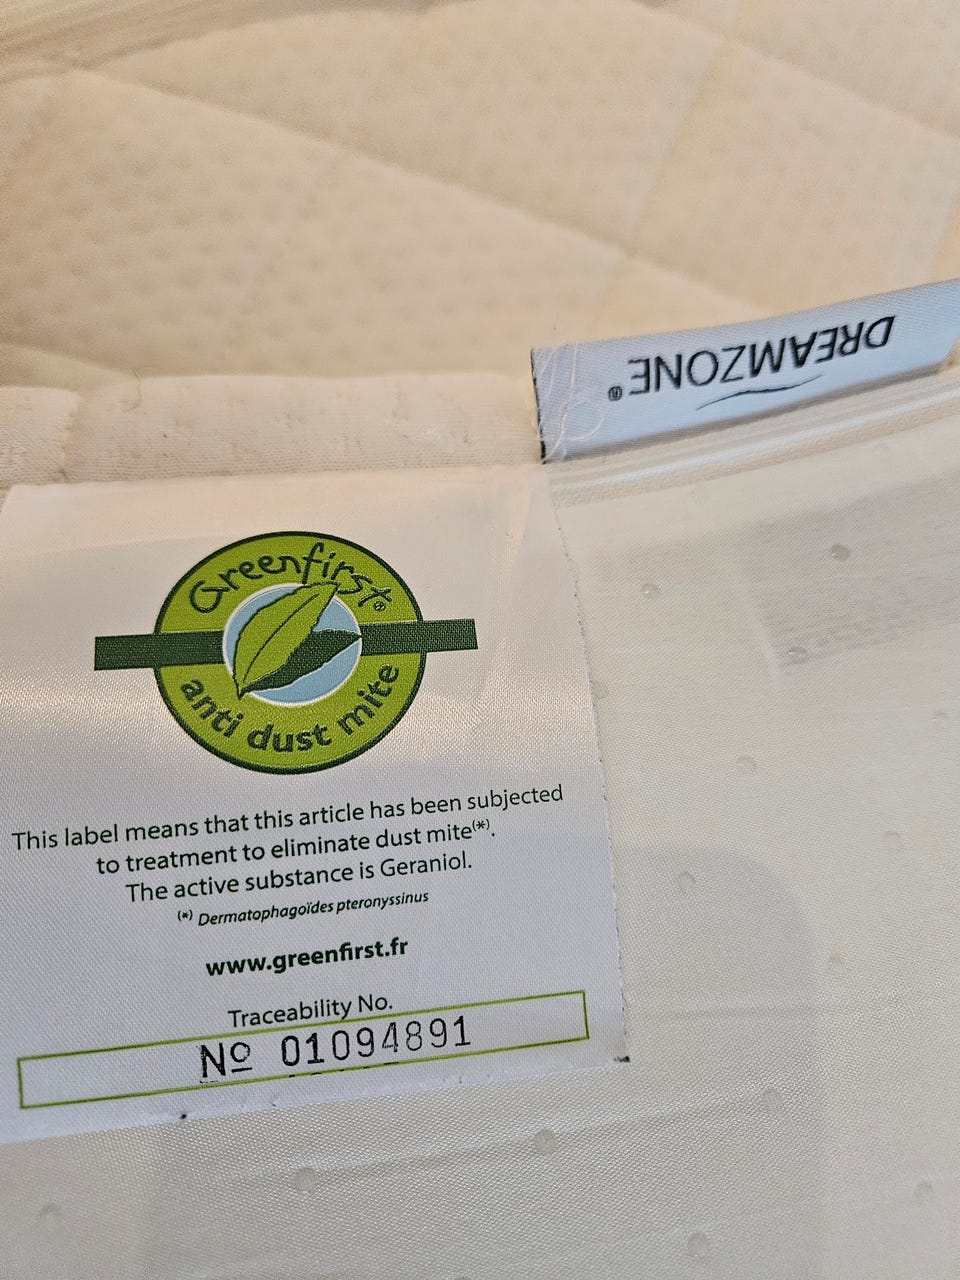 DREAMZONE®
Greenfirst®
anti dust mite
This label means that this article has been subjected
to treatment to eliminate dust mite(*).
The active substance is Geraniol.
(*) Dermatophagoïdes pteronyssinus
www.greenfirst.fr
Traceability No.
Nº 01094891